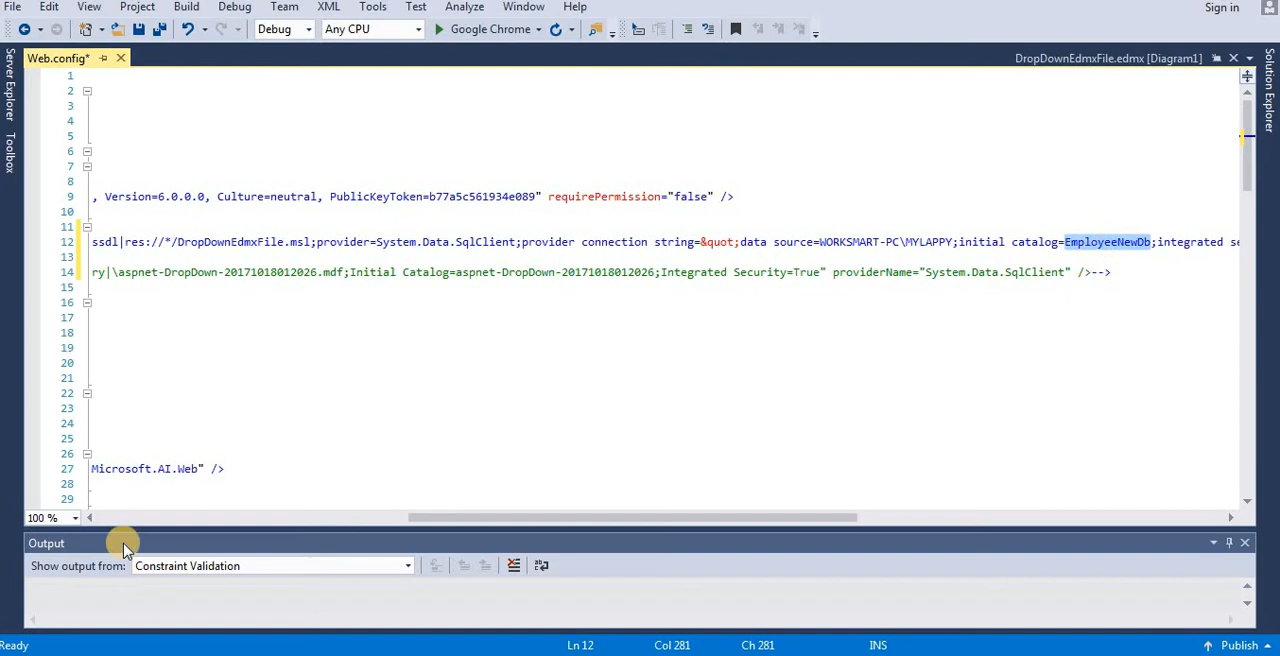 File Edit View Project Build Debug Team XML Tools Test Analyze Window Help Sign in
Debug Any CPU Google Chrome
Web.config* DropDownEdmxFile.edmx [Diagram1]
Server Explorer
Toolbox
Solution Explorer
1
2
3
4
5
6
7
8
9 , Version=6.0.0.0, Culture=neutral, PublicKeyToken=b77a5c561934e089" requirePermission="false" />
10
11
12 ssdl|res://*/DropDownEdmxFile.msl;provider=System.Data.SqlClient;provider connection string=&quot;data source=WORKSMART-PC\MYLAPPY;initial catalog=EmployeeNewDb;integrated se
13
14 ry|\aspnet-DropDown-20171018012026.mdf;Initial Catalog=aspnet-DropDown-20171018012026;Integrated Security=True" providerName="System.Data.SqlClient" />-->
15
16
17
18
19
20
21
22
23
24
25
26
27 Microsoft.AI.Web" />
28
29
100 %
Output
Show output from: Constraint Validation
Ready Ln 12 Col 281 Ch 281 INS Publish